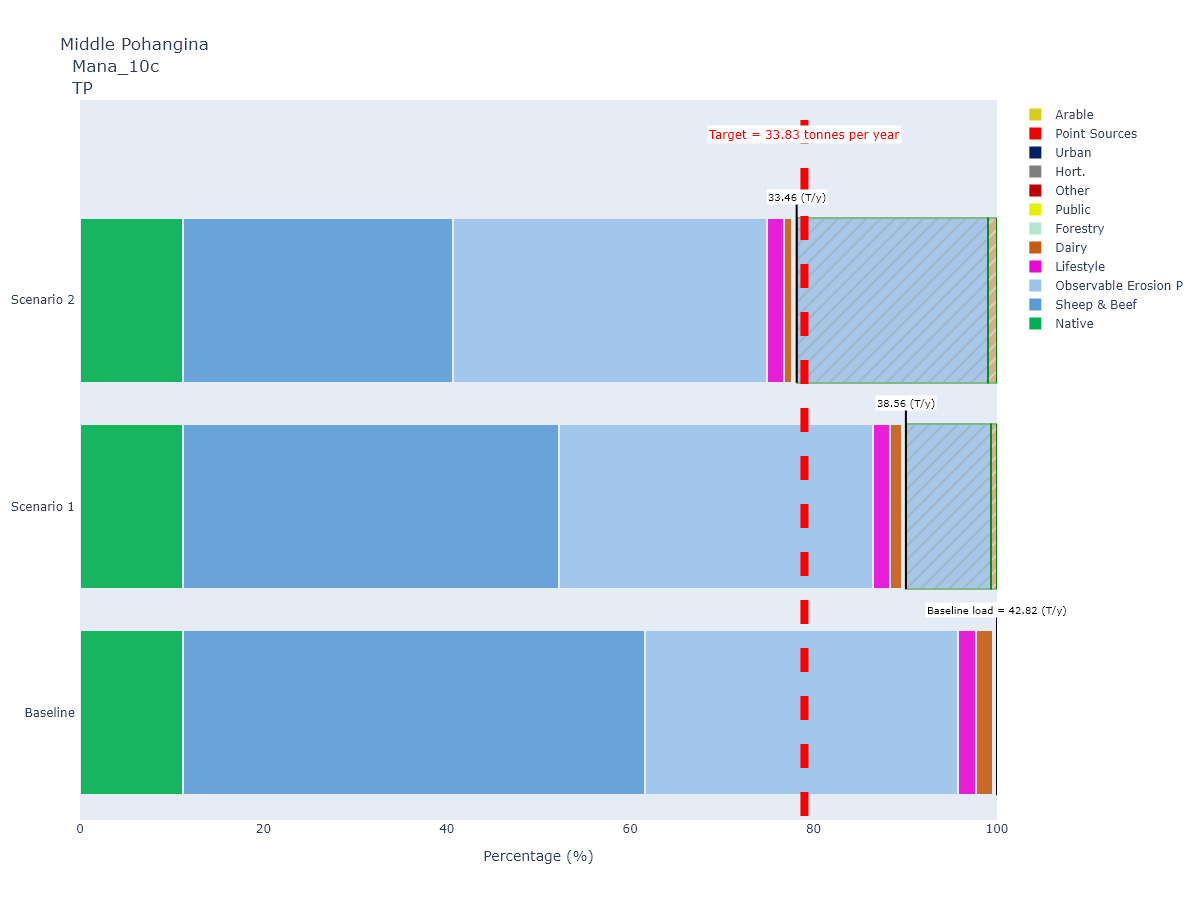 Middle Pohangina
Mana_10c
TP
Target = 33.83 tonnes per year
33.46 (T/y)
Scenario 2
38.56 (T/y)
Scenario 1
Baseline load = 42.82 (T/y)
Baseline
0 20 40 60 80 100
Percentage (%)
Arable
Point Sources
Urban
Hort.
Other
Public
Forestry
Dairy
Lifestyle
Observable Erosion P
Sheep & Beef
Native